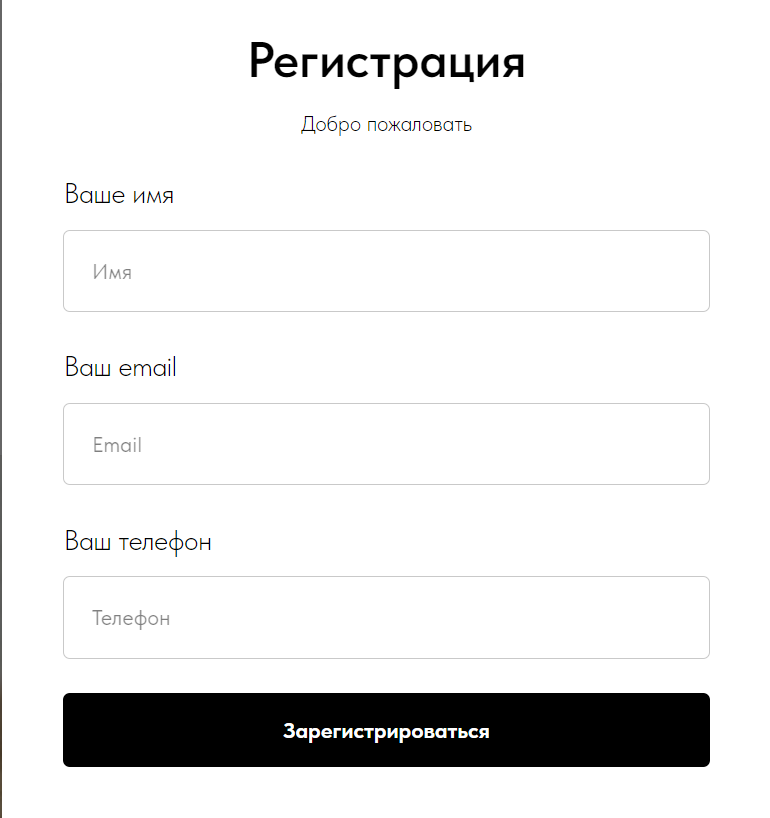 Регистрация
Добро пожаловать
Ваше имя
Имя
Ваш email
Email
Ваш телефон
Телефон
Зарегистрироваться